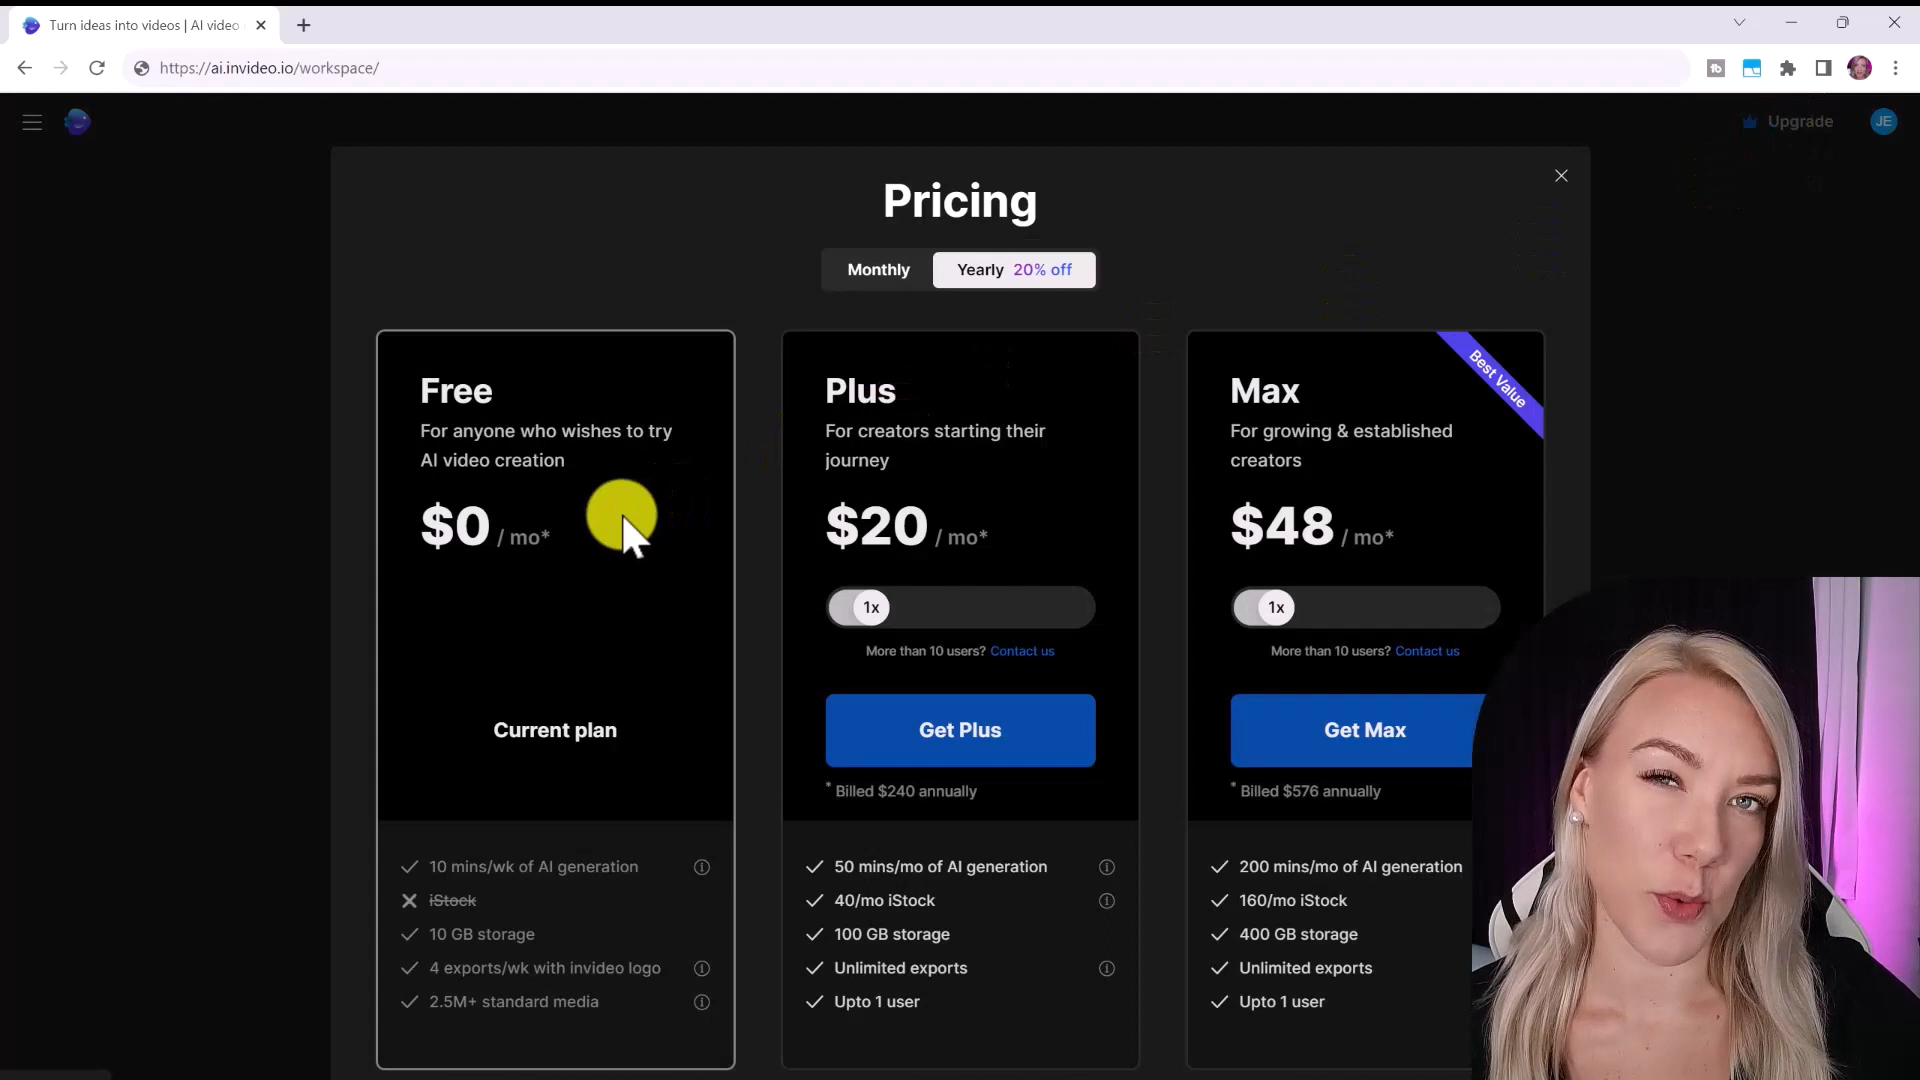 Turn ideas into videos | AI video
https://ai.invideo.io/workspace/
Upgrade
JE
Pricing
Monthly
Yearly 20% off
Free
For anyone who wishes to try
AI video creation
$0 / mo*
Current plan
10 mins/wk of AI generation
iStock
10 GB storage
4 exports/wk with invideo logo
2.5M+ standard media
Plus
For creators starting their
journey
$20 / mo*
1x
More than 10 users? Contact us
Get Plus
* Billed $240 annually
50 mins/mo of AI generation
40/mo iStock
100 GB storage
Unlimited exports
Upto 1 user
Best Value
Max
For growing & established
creators
$48 / mo*
1x
More than 10 users? Contact us
Get Max
* Billed $576 annually
200 mins/mo of AI generation
160/mo iStock
400 GB storage
Unlimited exports
Upto 1 user